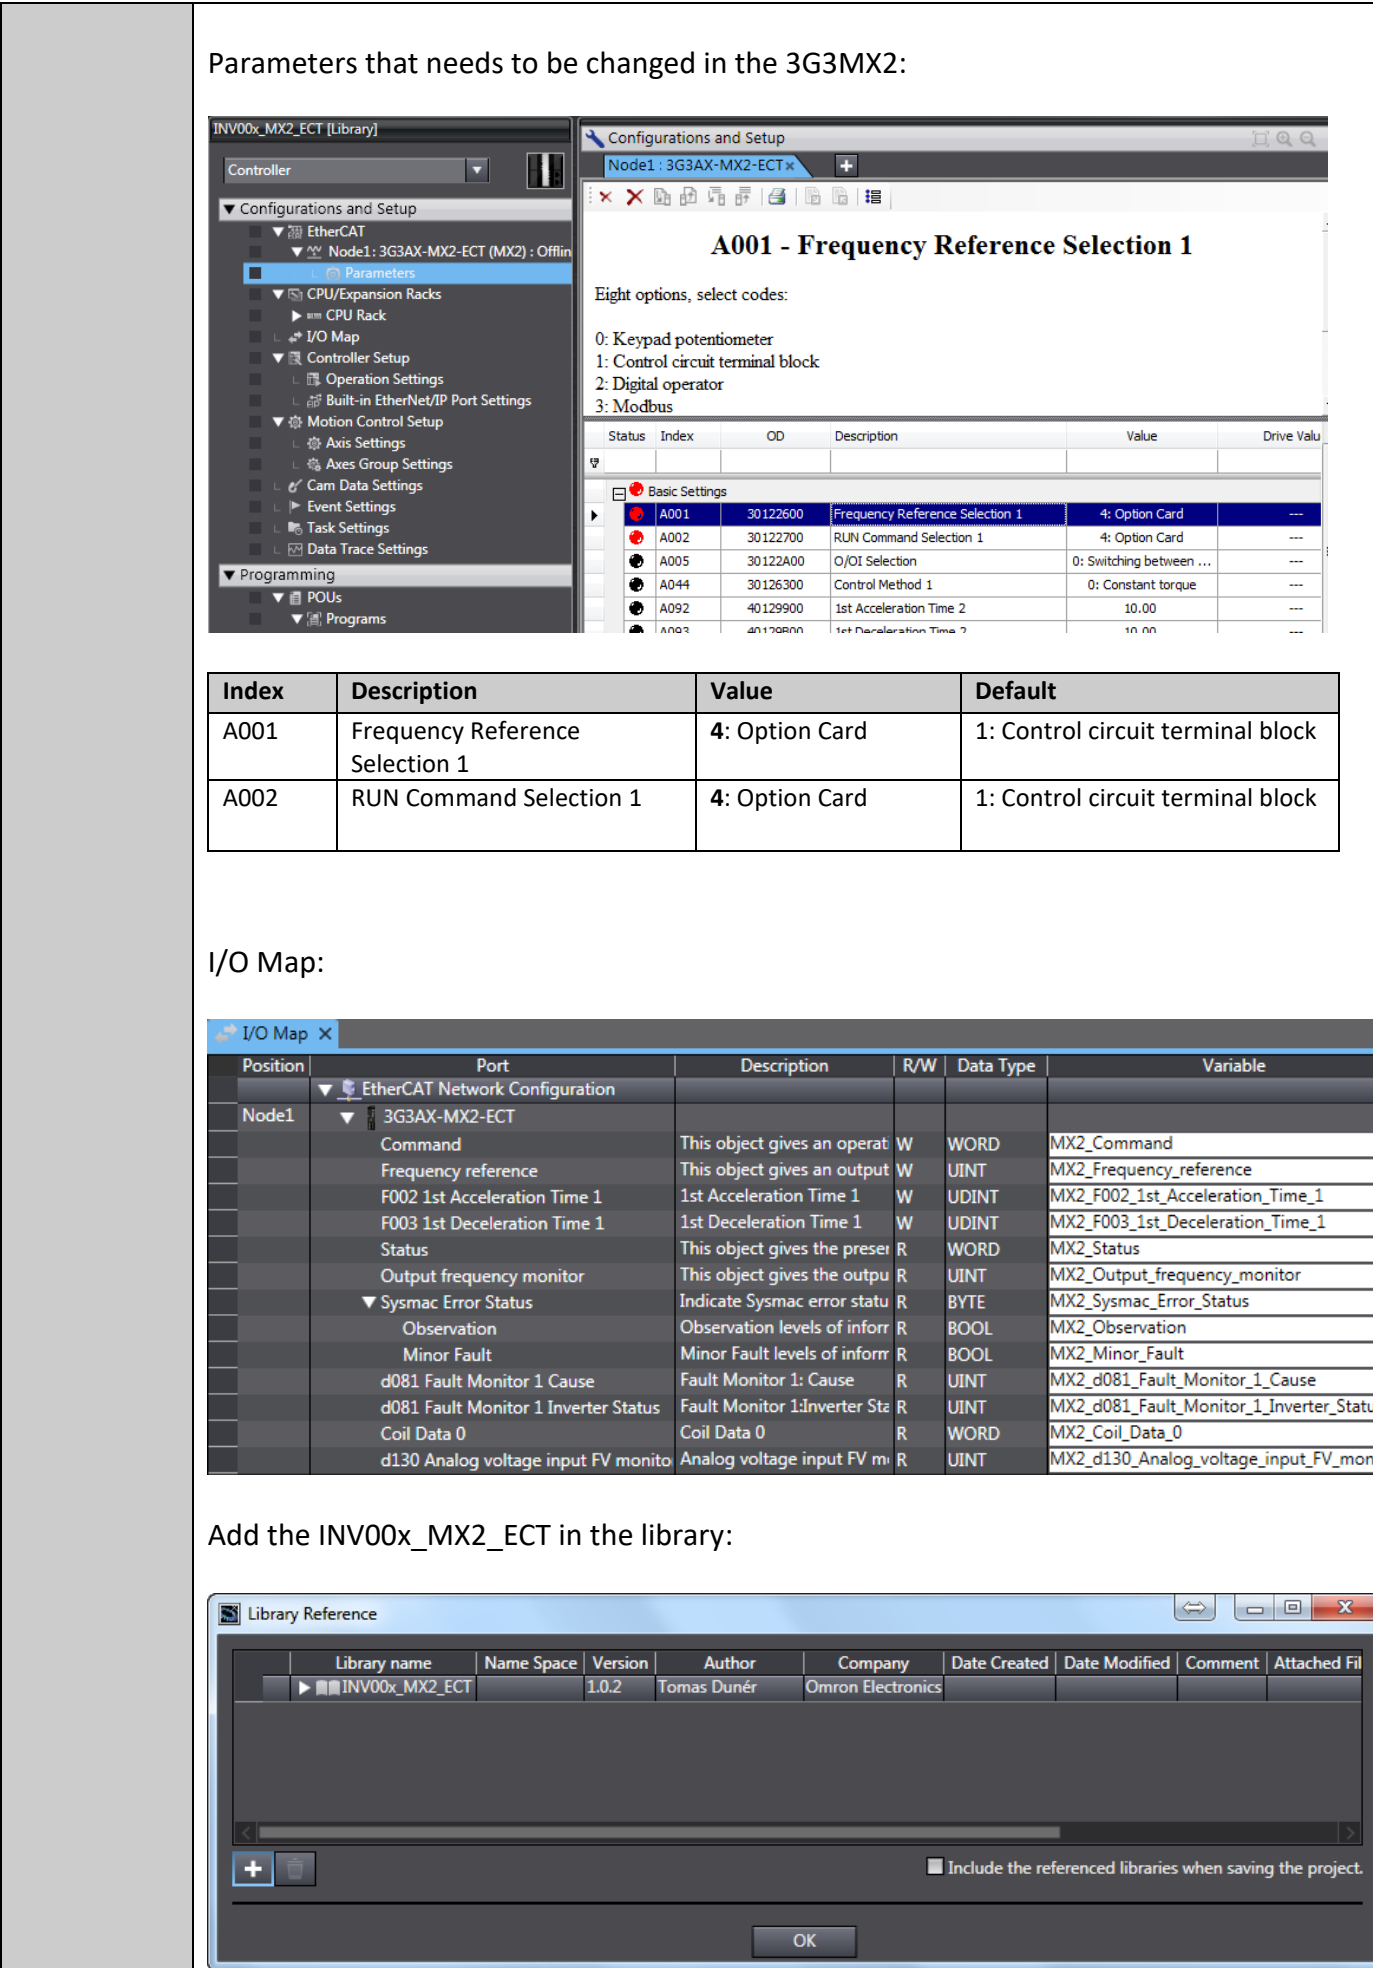 Parameters that needs to be changed in the 3G3MX2:
INV00x_MX2_ECT [Library]
Controller
Configurations and Setup
EtherCAT
Node1 : 3G3AX-MX2-ECT (MX2) : Offlin
Parameters
CPU/Expansion Racks
CPU Rack
I/O Map
Controller Setup
Operation Settings
Built-in EtherNet/IP Port Settings
Motion Control Setup
Axis Settings
Axes Group Settings
Cam Data Settings
Event Settings
Task Settings
Data Trace Settings
Programming
POUs
Programs
Configurations and Setup
Node1 : 3G3AX-MX2-ECT
A001 - Frequency Reference Selection 1
Eight options, select codes:
0: Keypad potentiometer
1: Control circuit terminal block
2: Digital operator
3: Modbus
Status Index OD Description Value Drive Valu
Basic Settings
A001 30122600 Frequency Reference Selection 1 4: Option Card ---
A002 30122700 RUN Command Selection 1 4: Option Card ---
A005 30122A00 O/OI Selection 0: Switching between ... ---
A044 30126300 Control Method 1 0: Constant torque ---
A092 40129900 1st Acceleration Time 2 10.00 ---
A093 40129B00 1st Deceleration Time 2 10.00 ---
Index Description Value Default
A001 Frequency Reference Selection 1 4: Option Card 1: Control circuit terminal block
A002 RUN Command Selection 1 4: Option Card 1: Control circuit terminal block
I/O Map:
I/O Map
Position Port Description R/W Data Type Variable
EtherCAT Network Configuration
Node1 3G3AX-MX2-ECT
Command This object gives an operati W WORD MX2_Command
Frequency reference This object gives an output W UINT MX2_Frequency_reference
F002 1st Acceleration Time 1 1st Acceleration Time 1 W UDINT MX2_F002_1st_Acceleration_Time_1
F003 1st Deceleration Time 1 1st Deceleration Time 1 W UDINT MX2_F003_1st_Deceleration_Time_1
Status This object gives the preser R WORD MX2_Status
Output frequency monitor This object gives the outpu R UINT MX2_Output_frequency_monitor
Sysmac Error Status Indicate Sysmac error statu R BYTE MX2_Sysmac_Error_Status
Observation Observation levels of inforr R BOOL MX2_Observation
Minor Fault Minor Fault levels of inform R BOOL MX2_Minor_Fault
d081 Fault Monitor 1 Cause Fault Monitor 1: Cause R UINT MX2_d081_Fault_Monitor_1_Cause
d081 Fault Monitor 1 Inverter Status Fault Monitor 1:Inverter Sta R UINT MX2_d081_Fault_Monitor_1_Inverter_Statu
Coil Data 0 Coil Data 0 R WORD MX2_Coil_Data_0
d130 Analog voltage input FV monito Analog voltage input FV m R UINT MX2_d130_Analog_voltage_input_FV_mon
Add the INV00x_MX2_ECT in the library:
Library Reference
Library name Name Space Version Author Company Date Created Date Modified Comment Attached Fil
INV00x_MX2_ECT 1.0.2 Tomas Dunér Omron Electronics
Include the referenced libraries when saving the project.
OK